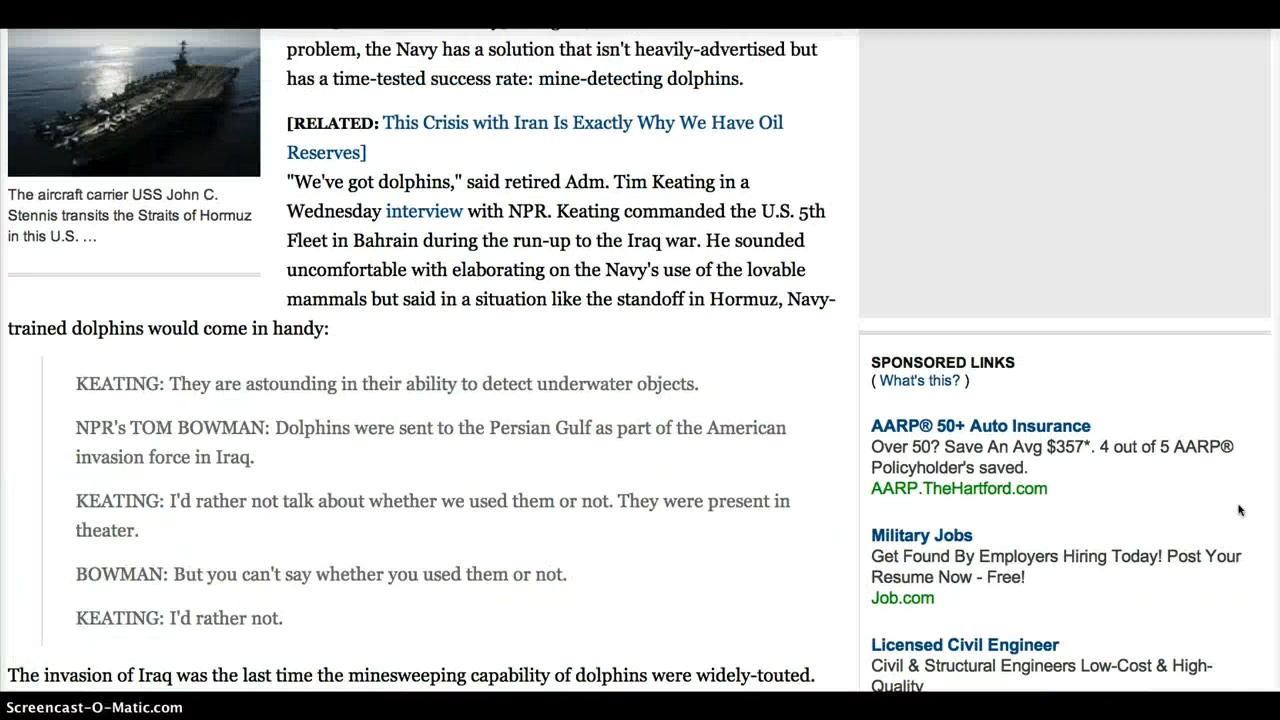 problem, the Navy has a solution that isn't heavily-advertised but
has a time-tested success rate: mine-detecting dolphins.
[RELATED: This Crisis with Iran Is Exactly Why We Have Oil
Reserves]
The aircraft carrier USS John C.
Stennis transits the Straits of Hormuz
in this U.S. ...
"We've got dolphins," said retired Adm. Tim Keating in a
Wednesday interview with NPR. Keating commanded the U.S. 5th
Fleet in Bahrain during the run-up to the Iraq war. He sounded
uncomfortable with elaborating on the Navy's use of the lovable
mammals but said in a situation like the standoff in Hormuz, Navy-
trained dolphins would come in handy:
KEATING: They are astounding in their ability to detect underwater objects.
NPR's TOM BOWMAN: Dolphins were sent to the Persian Gulf as part of the American
invasion force in Iraq.
KEATING: I'd rather not talk about whether we used them or not. They were present in
theater.
BOWMAN: But you can't say whether you used them or not.
KEATING: I'd rather not.
The invasion of Iraq was the last time the minesweeping capability of dolphins were widely-touted.
SPONSORED LINKS
( What's this? )
AARP® 50+ Auto Insurance
Over 50? Save An Avg $357*. 4 out of 5 AARP®
Policyholder's saved.
AARP.TheHartford.com
Military Jobs
Get Found By Employers Hiring Today! Post Your
Resume Now - Free!
Job.com
Licensed Civil Engineer
Civil & Structural Engineers Low-Cost & High-
Quality
Screencast-O-Matic.com